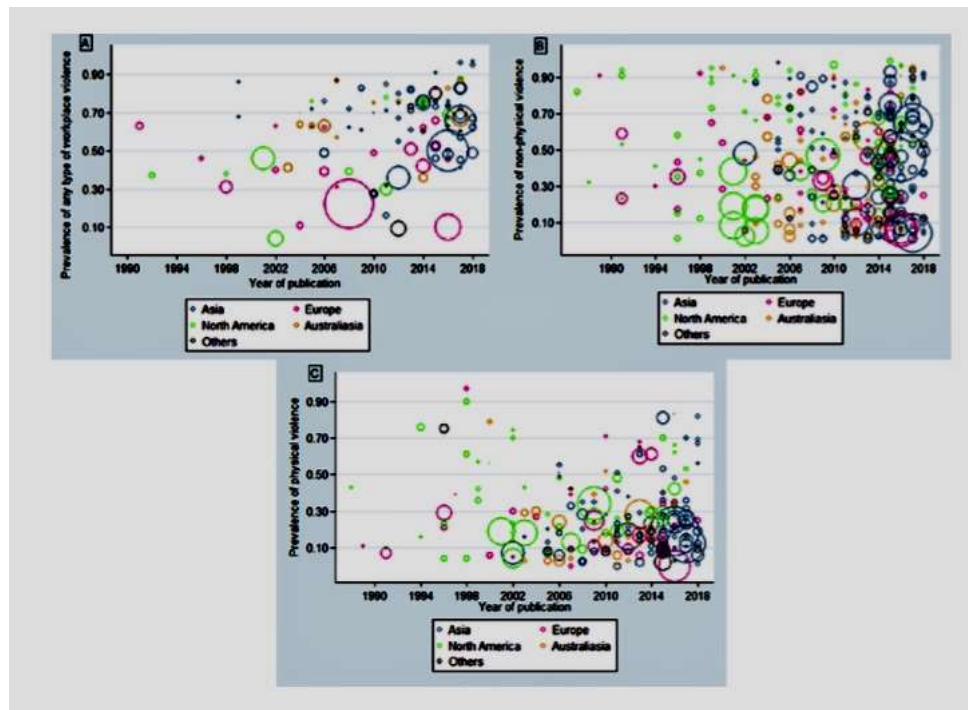 A
Prevalence of any type of workplace violence
0.90
0.70
0.50
0.30
0.10
1990 1994 1998 2002 2006 2010 2014 2018
Year of publication
Asia Europe
North America Australiasia
Others
B
Prevalence of non-physical violence
0.90
0.70
0.50
0.30
0.10
1990 1994 1998 2002 2006 2010 2014 2018
Year of publication
Asia Europe
North America Australiasia
Others
C
Prevalence of physical violence
0.90
0.70
0.50
0.30
0.10
1990 1994 1998 2002 2006 2010 2014 2018
Year of publication
Asia Europe
North America Australiasia
Others